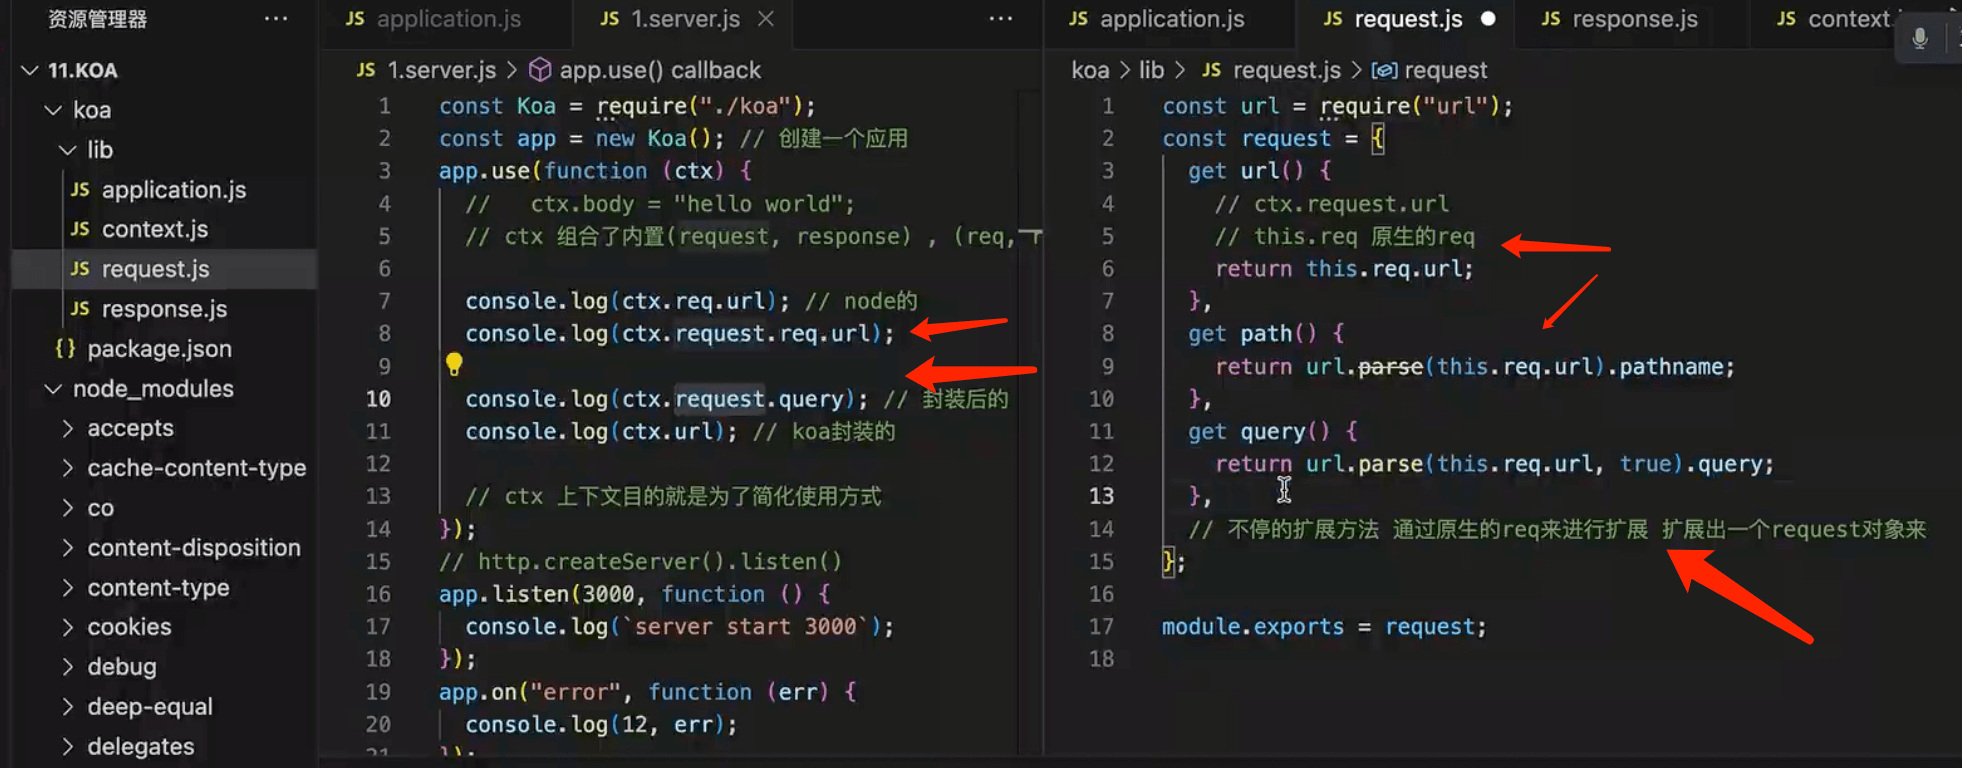 资源管理器 ···
11.KOA
koa
lib
JS application.js
JS context.js
JS request.js
JS response.js
{} package.json
node_modules
accepts
cache-content-type
co
content-disposition
content-type
cookies
debug
deep-equal
delegates
JS application.js
JS 1.server.js ×
···
JS 1.server.js > app.use() callback
1 const Koa = require("./koa");
2 const app = new Koa(); // 创建一个应用
3 app.use(function (ctx) {
4 //   ctx.body = "hello world";
5 // ctx 组合了内置(request, response) , (req,
6
7 console.log(ctx.req.url); // node的
8 console.log(ctx.request.req.url);
9
10 console.log(ctx.request.query); // 封装后的
11 console.log(ctx.url); // koa封装的
12
13 // ctx 上下文目的就是为了简化使用方式
14 });
15 // http.createServer().listen()
16 app.listen(3000, function () {
17 console.log(`server start 3000`);
18 });
19 app.on("error", function (err) {
20 console.log(12, err);
21 });
JS application.js
JS request.js
JS response.js
JS context.
koa > lib > JS request.js > request
1 const url = require("url");
2 const request = {
3 get url() {
4 // ctx.request.url
5 // this.req 原生的req
6 return this.req.url;
7 },
8 get path() {
9 return url.parse(this.req.url).pathname;
10 },
11 get query() {
12 return url.parse(this.req.url, true).query;
13 },
14 // 不停的扩展方法 通过原生的req来进行扩展 扩展出一个request对象来
15 };
16
17 module.exports = request;
18